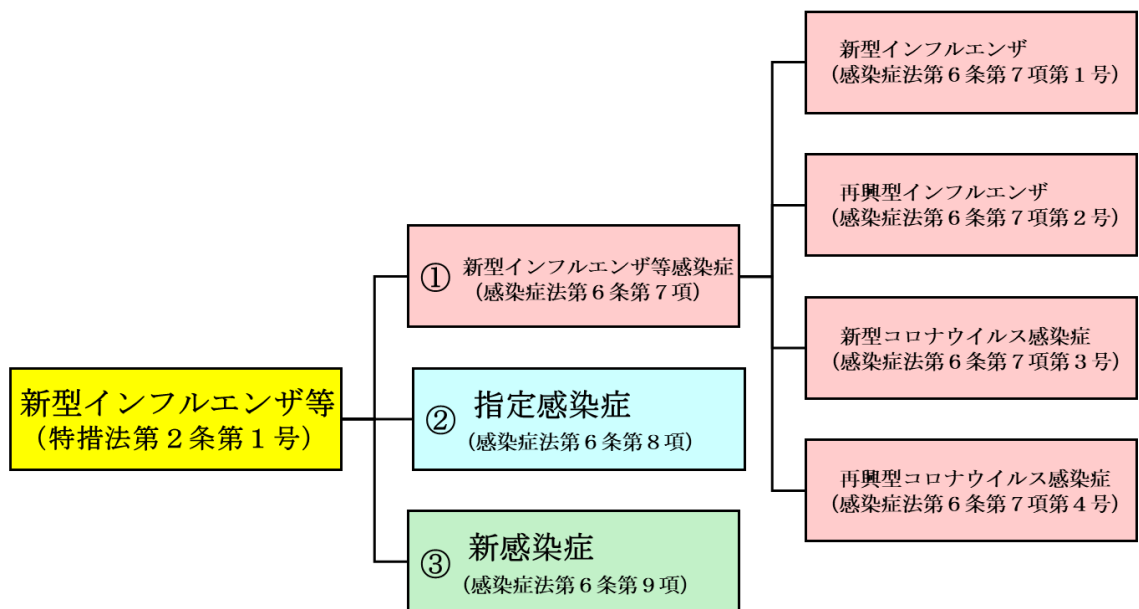 新型インフルエンザ等
（特措法第２条第１号）
① 新型インフルエンザ等感染症
（感染症法第６条第７項）
② 指定感染症
（感染症法第６条第８項）
③ 新感染症
（感染症法第６条第９項）
新型インフルエンザ
（感染症法第６条第７項第１号）
再興型インフルエンザ
（感染症法第６条第７項第２号）
新型コロナウイルス感染症
（感染症法第６条第７項第３号）
再興型コロナウイルス感染症
（感染症法第６条第７項第４号）